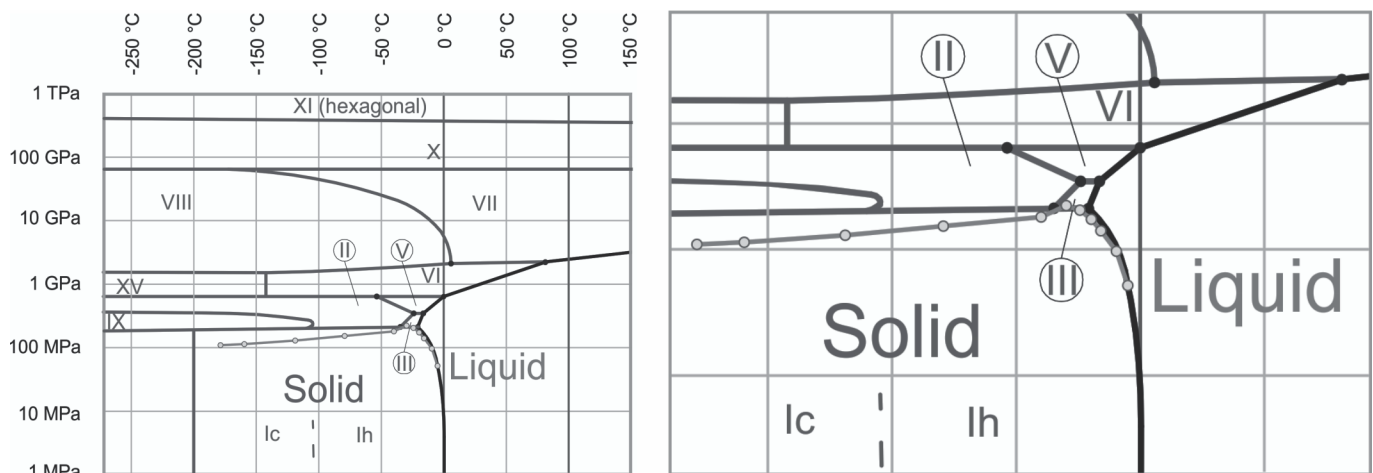 -250 °C
-200 °C
-150 °C
-100 °C
-50 °C
0 °C
50 °C
100 °C
150 °C
1 TPa
XI (hexagonal)
X
100 GPa
VIII
VII
10 GPa
II
V
VI
1 GPa
XV
IX
100 MPa
III
Liquid
Solid
10 MPa
Ic
Ih
1 MPa
II
V
VI
III
Liquid
Solid
Ic
Ih